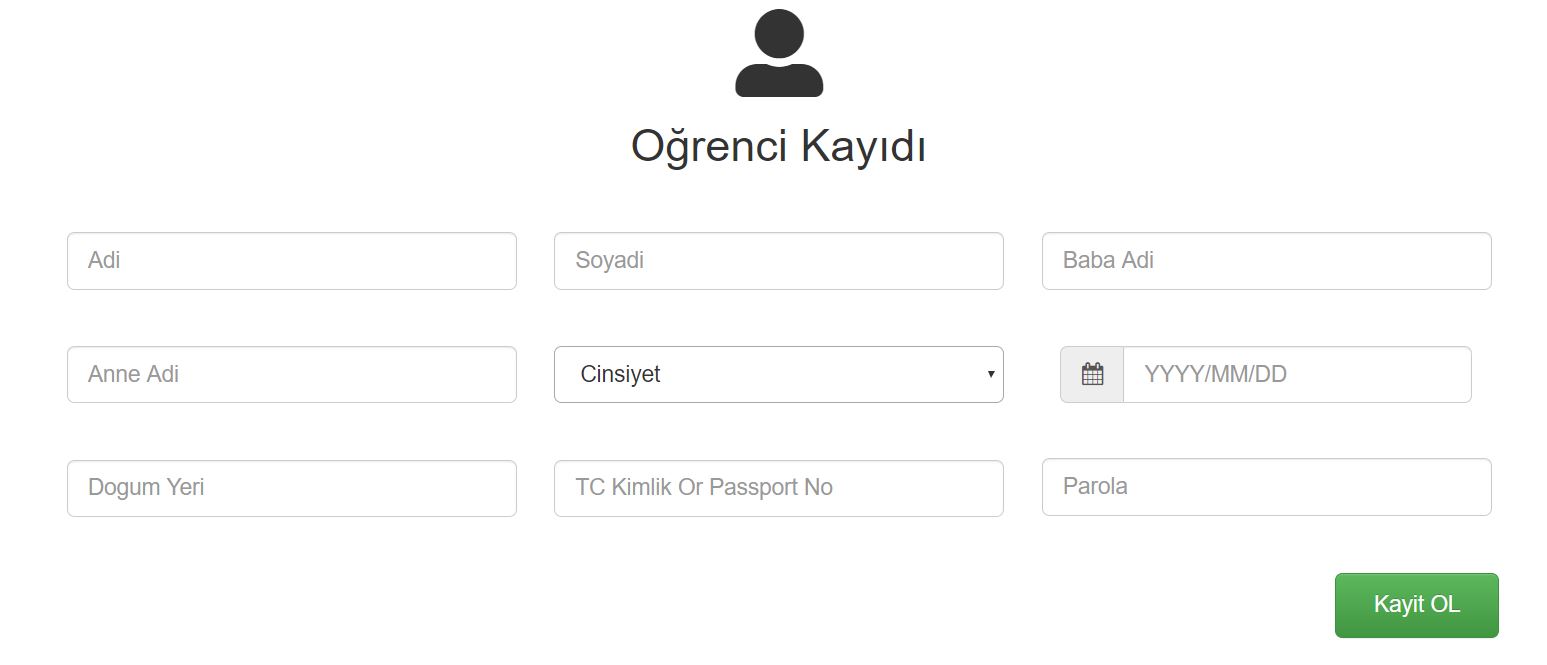 Oğrenci Kayıdı
Adi
Soyadi
Baba Adi
Anne Adi
Cinsiyet
YYYY/MM/DD
Dogum Yeri
TC Kimlik Or Passport No
Parola
Kayit OL